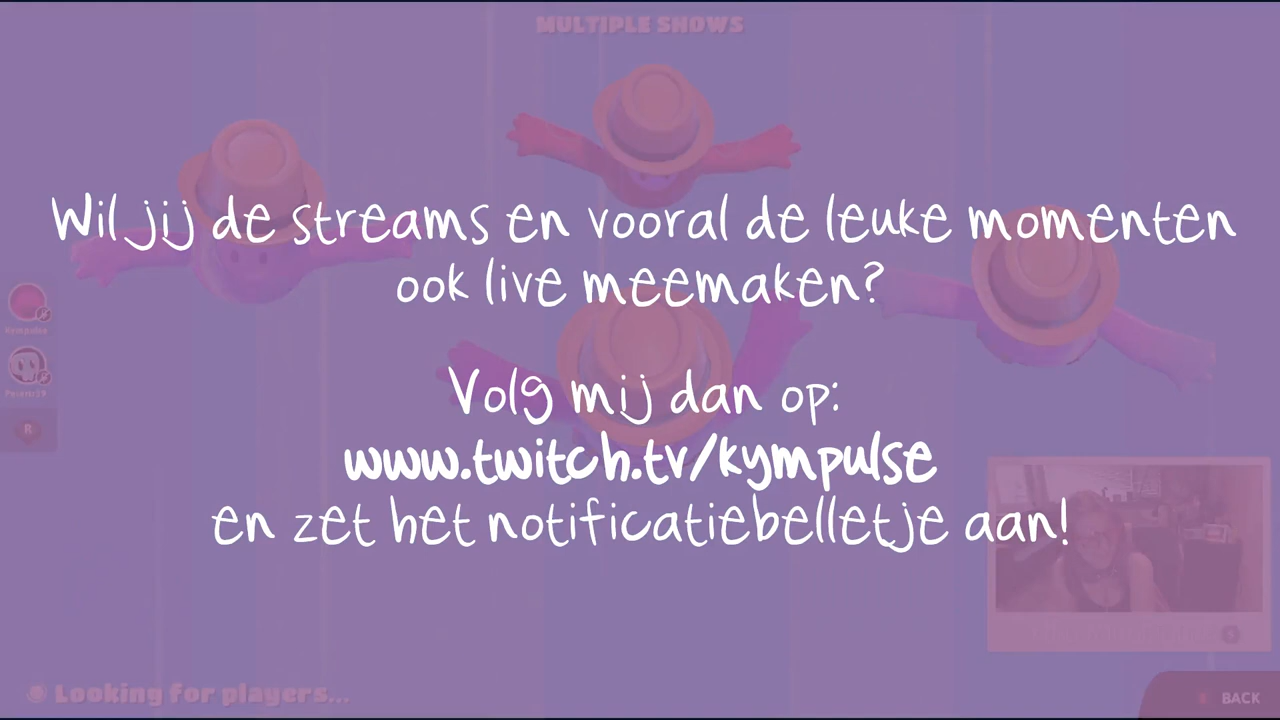 MULTIPLE SHOWS
Wil jij de streams en vooral de leuke momenten
ook live meemaken?
Kympulse
Volg mij dan op:
R
www.twitch.tv/kympulse
en zet het notificatiebelletje aan!
Looking for players...
BACK